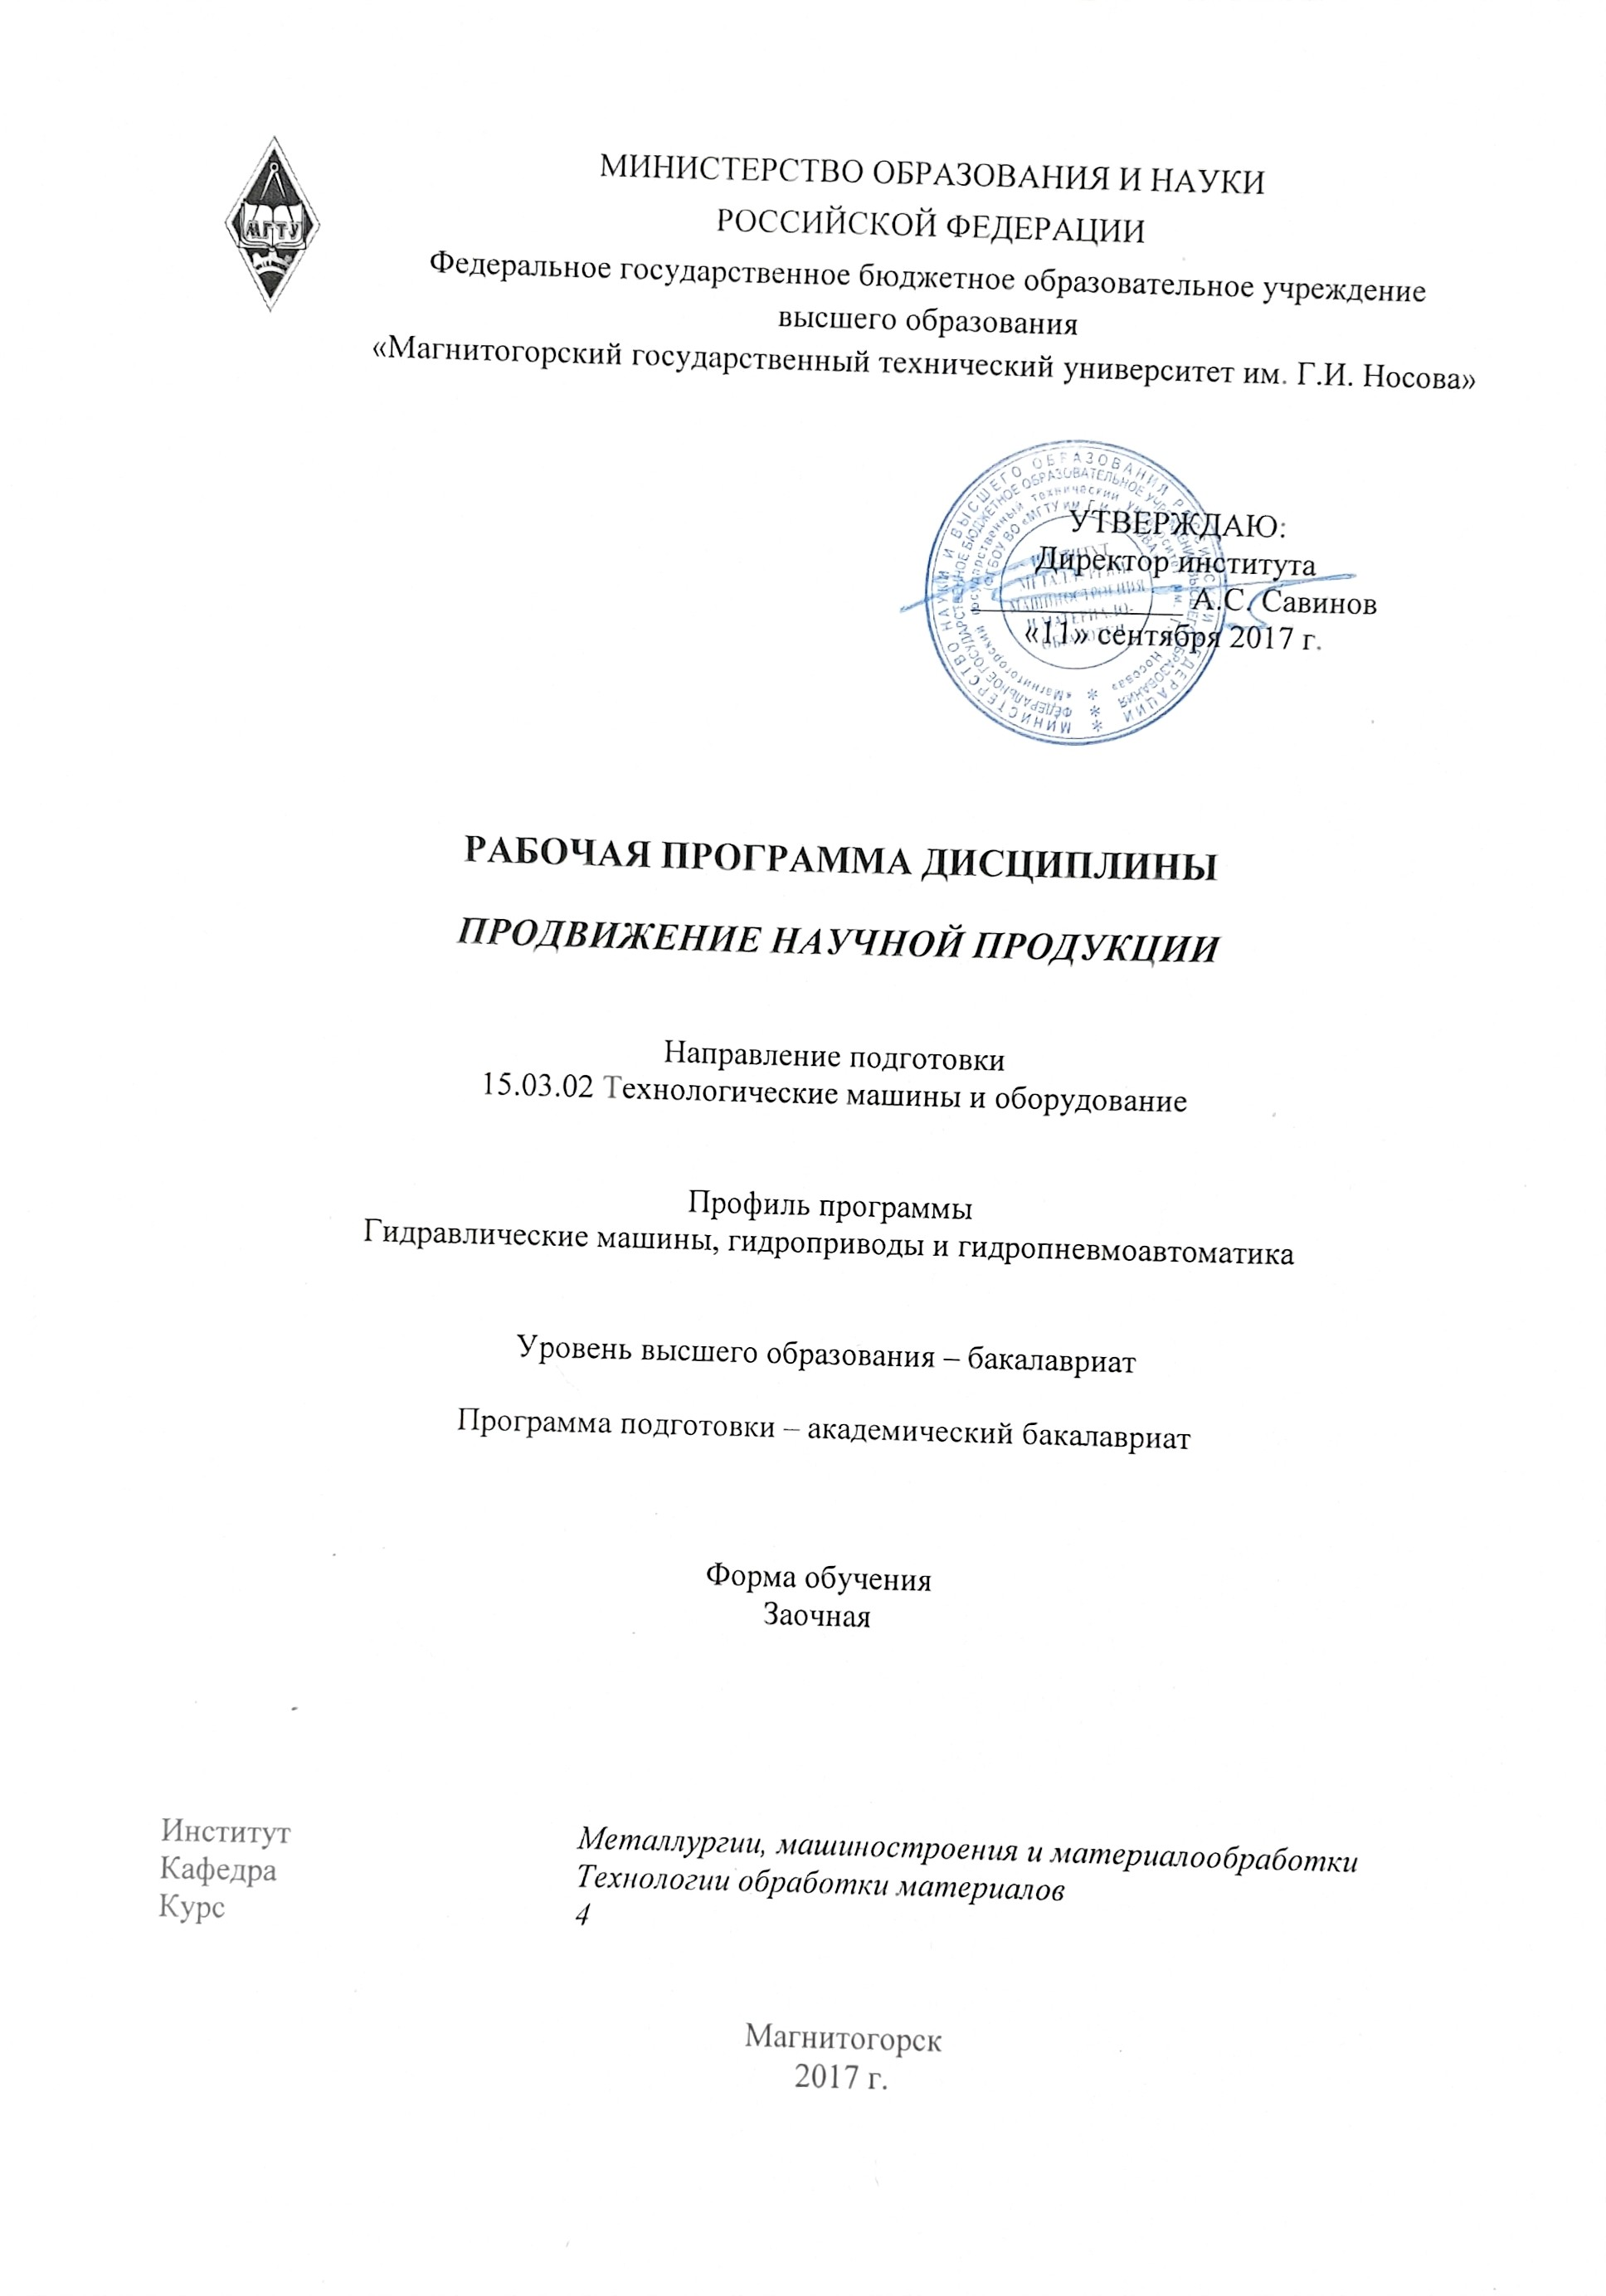 МГТУ
МИНИСТЕРСТВО ОБРАЗОВАНИЯ И НАУКИ
РОССИЙСКОЙ ФЕДЕРАЦИИ
Федеральное государственное бюджетное образовательное учреждение
высшего образования
«Магнитогорский государственный технический университет им. Г.И. Носова»
УТВЕРЖДАЮ:
Директор института
А.С. Савинов
«11» сентября 2017 г.
РАБОЧАЯ ПРОГРАММА ДИСЦИПЛИНЫ
ПРОДВИЖЕНИЕ НАУЧНОЙ ПРОДУКЦИИ
Направление подготовки
15.03.02 Технологические машины и оборудование
Профиль программы
Гидравлические машины, гидроприводы и гидропневмоавтоматика
Уровень высшего образования – бакалавриат
Программа подготовки – академический бакалавриат
Форма обучения
Заочная
Институт Металлургии, машиностроения и материалообработки
Кафедра Технологии обработки материалов
Курс 4
Магнитогорск
2017 г.